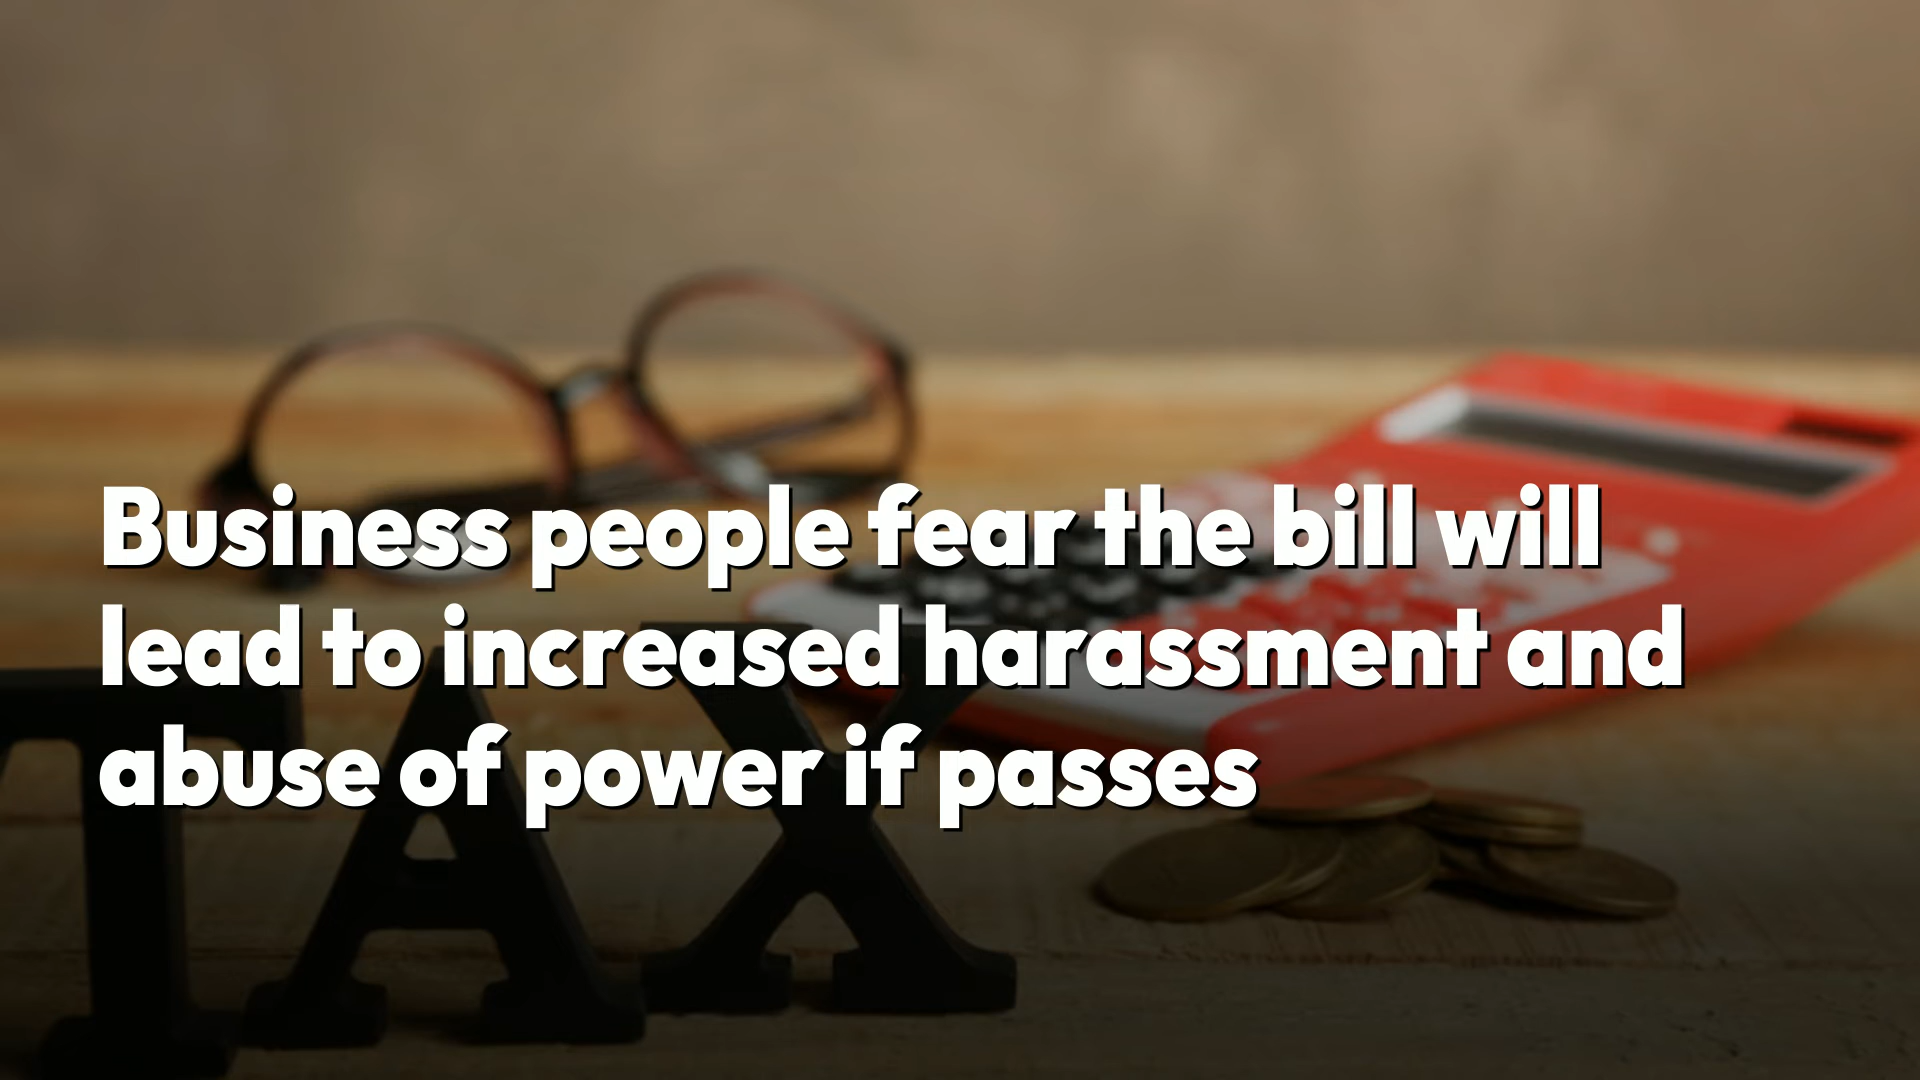 Business people fear the bill will
lead to increased harassment and
abuse of power if passes
TAX